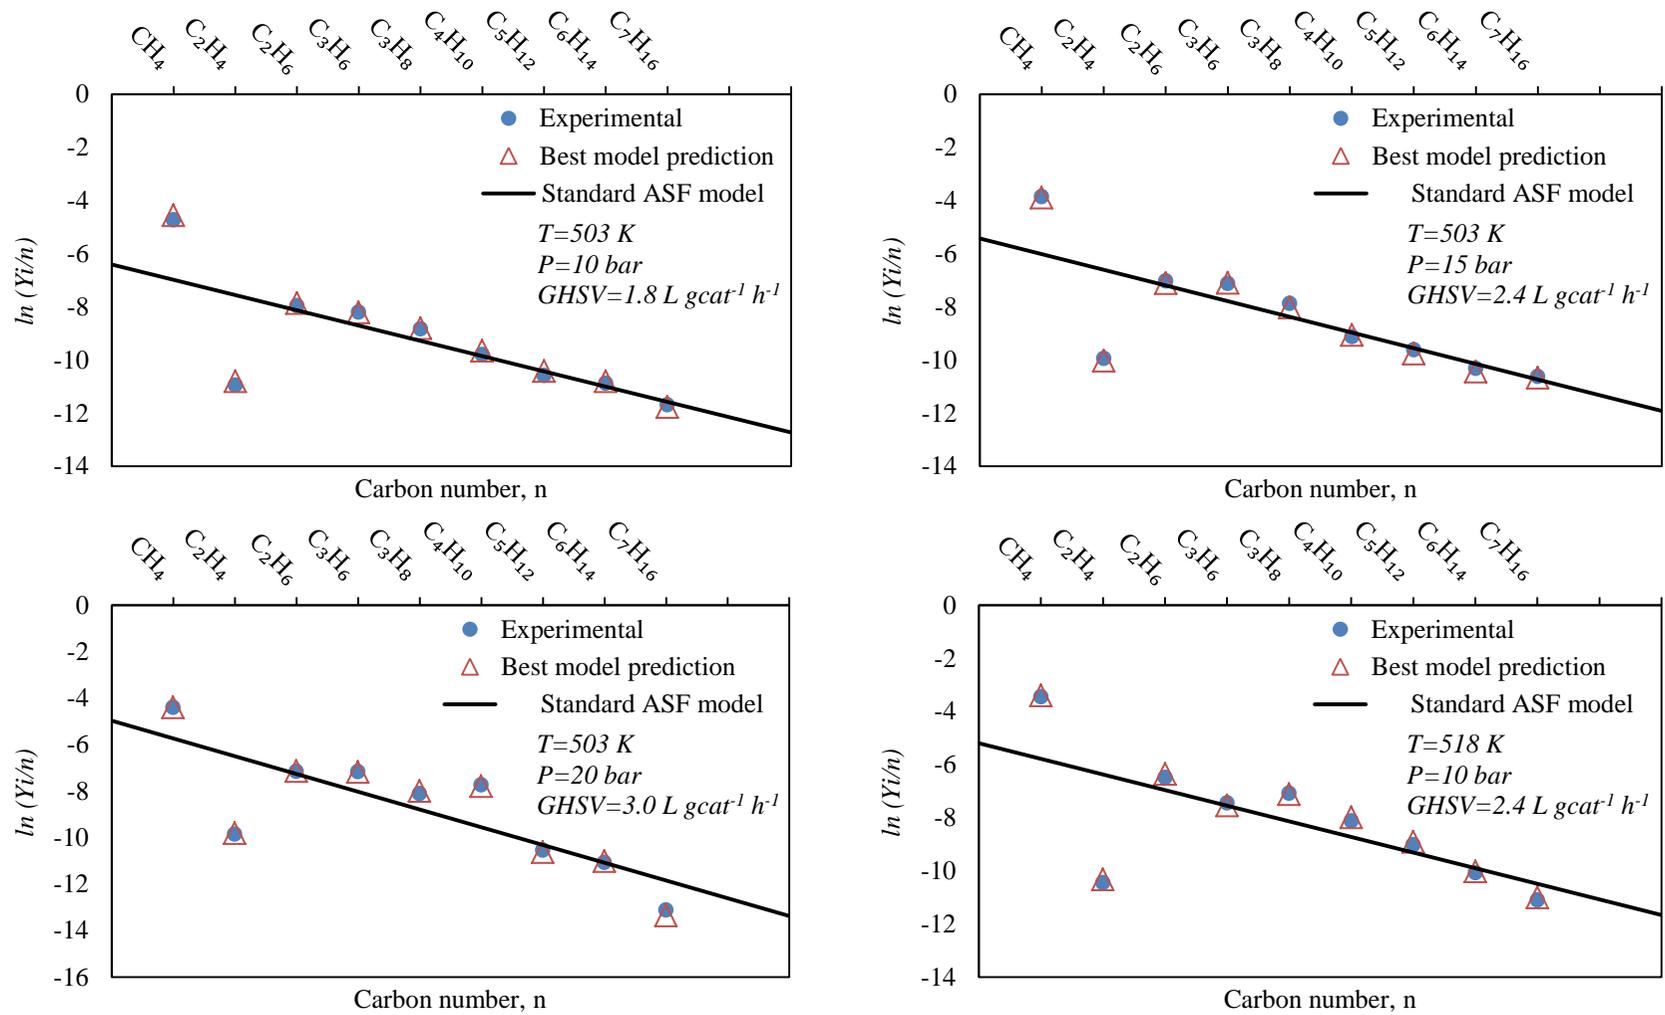 CH₄ C₂H₄ C₂H₆ C₃H₆ C₃H₈ C₄H₁₀ C₅H₁₂ C₆H₁₄ C₇H₁₆
0
-2
-4
-6
-8
-10
-12
-14
ln (Yi/n)
Experimental
Best model prediction
Standard ASF model
T=503 K
P=10 bar
GHSV=1.8 L gcat⁻¹ h⁻¹
Carbon number, n
CH₄ C₂H₄ C₂H₆ C₃H₆ C₃H₈ C₄H₁₀ C₅H₁₂ C₆H₁₄ C₇H₁₆
0
-2
-4
-6
-8
-10
-12
-14
ln (Yi/n)
Experimental
Best model prediction
Standard ASF model
T=503 K
P=15 bar
GHSV=2.4 L gcat⁻¹ h⁻¹
Carbon number, n
CH₄ C₂H₄ C₂H₆ C₃H₆ C₃H₈ C₄H₁₀ C₅H₁₂ C₆H₁₄ C₇H₁₆
0
-2
-4
-6
-8
-10
-12
-14
-16
ln (Yi/n)
Experimental
Best model prediction
Standard ASF model
T=503 K
P=20 bar
GHSV=3.0 L gcat⁻¹ h⁻¹
Carbon number, n
CH₄ C₂H₄ C₂H₆ C₃H₆ C₃H₈ C₄H₁₀ C₅H₁₂ C₆H₁₄ C₇H₁₆
0
-2
-4
-6
-8
-10
-12
-14
ln (Yi/n)
Experimental
Best model prediction
Standard ASF model
T=518 K
P=10 bar
GHSV=2.4 L gcat⁻¹ h⁻¹
Carbon number, n